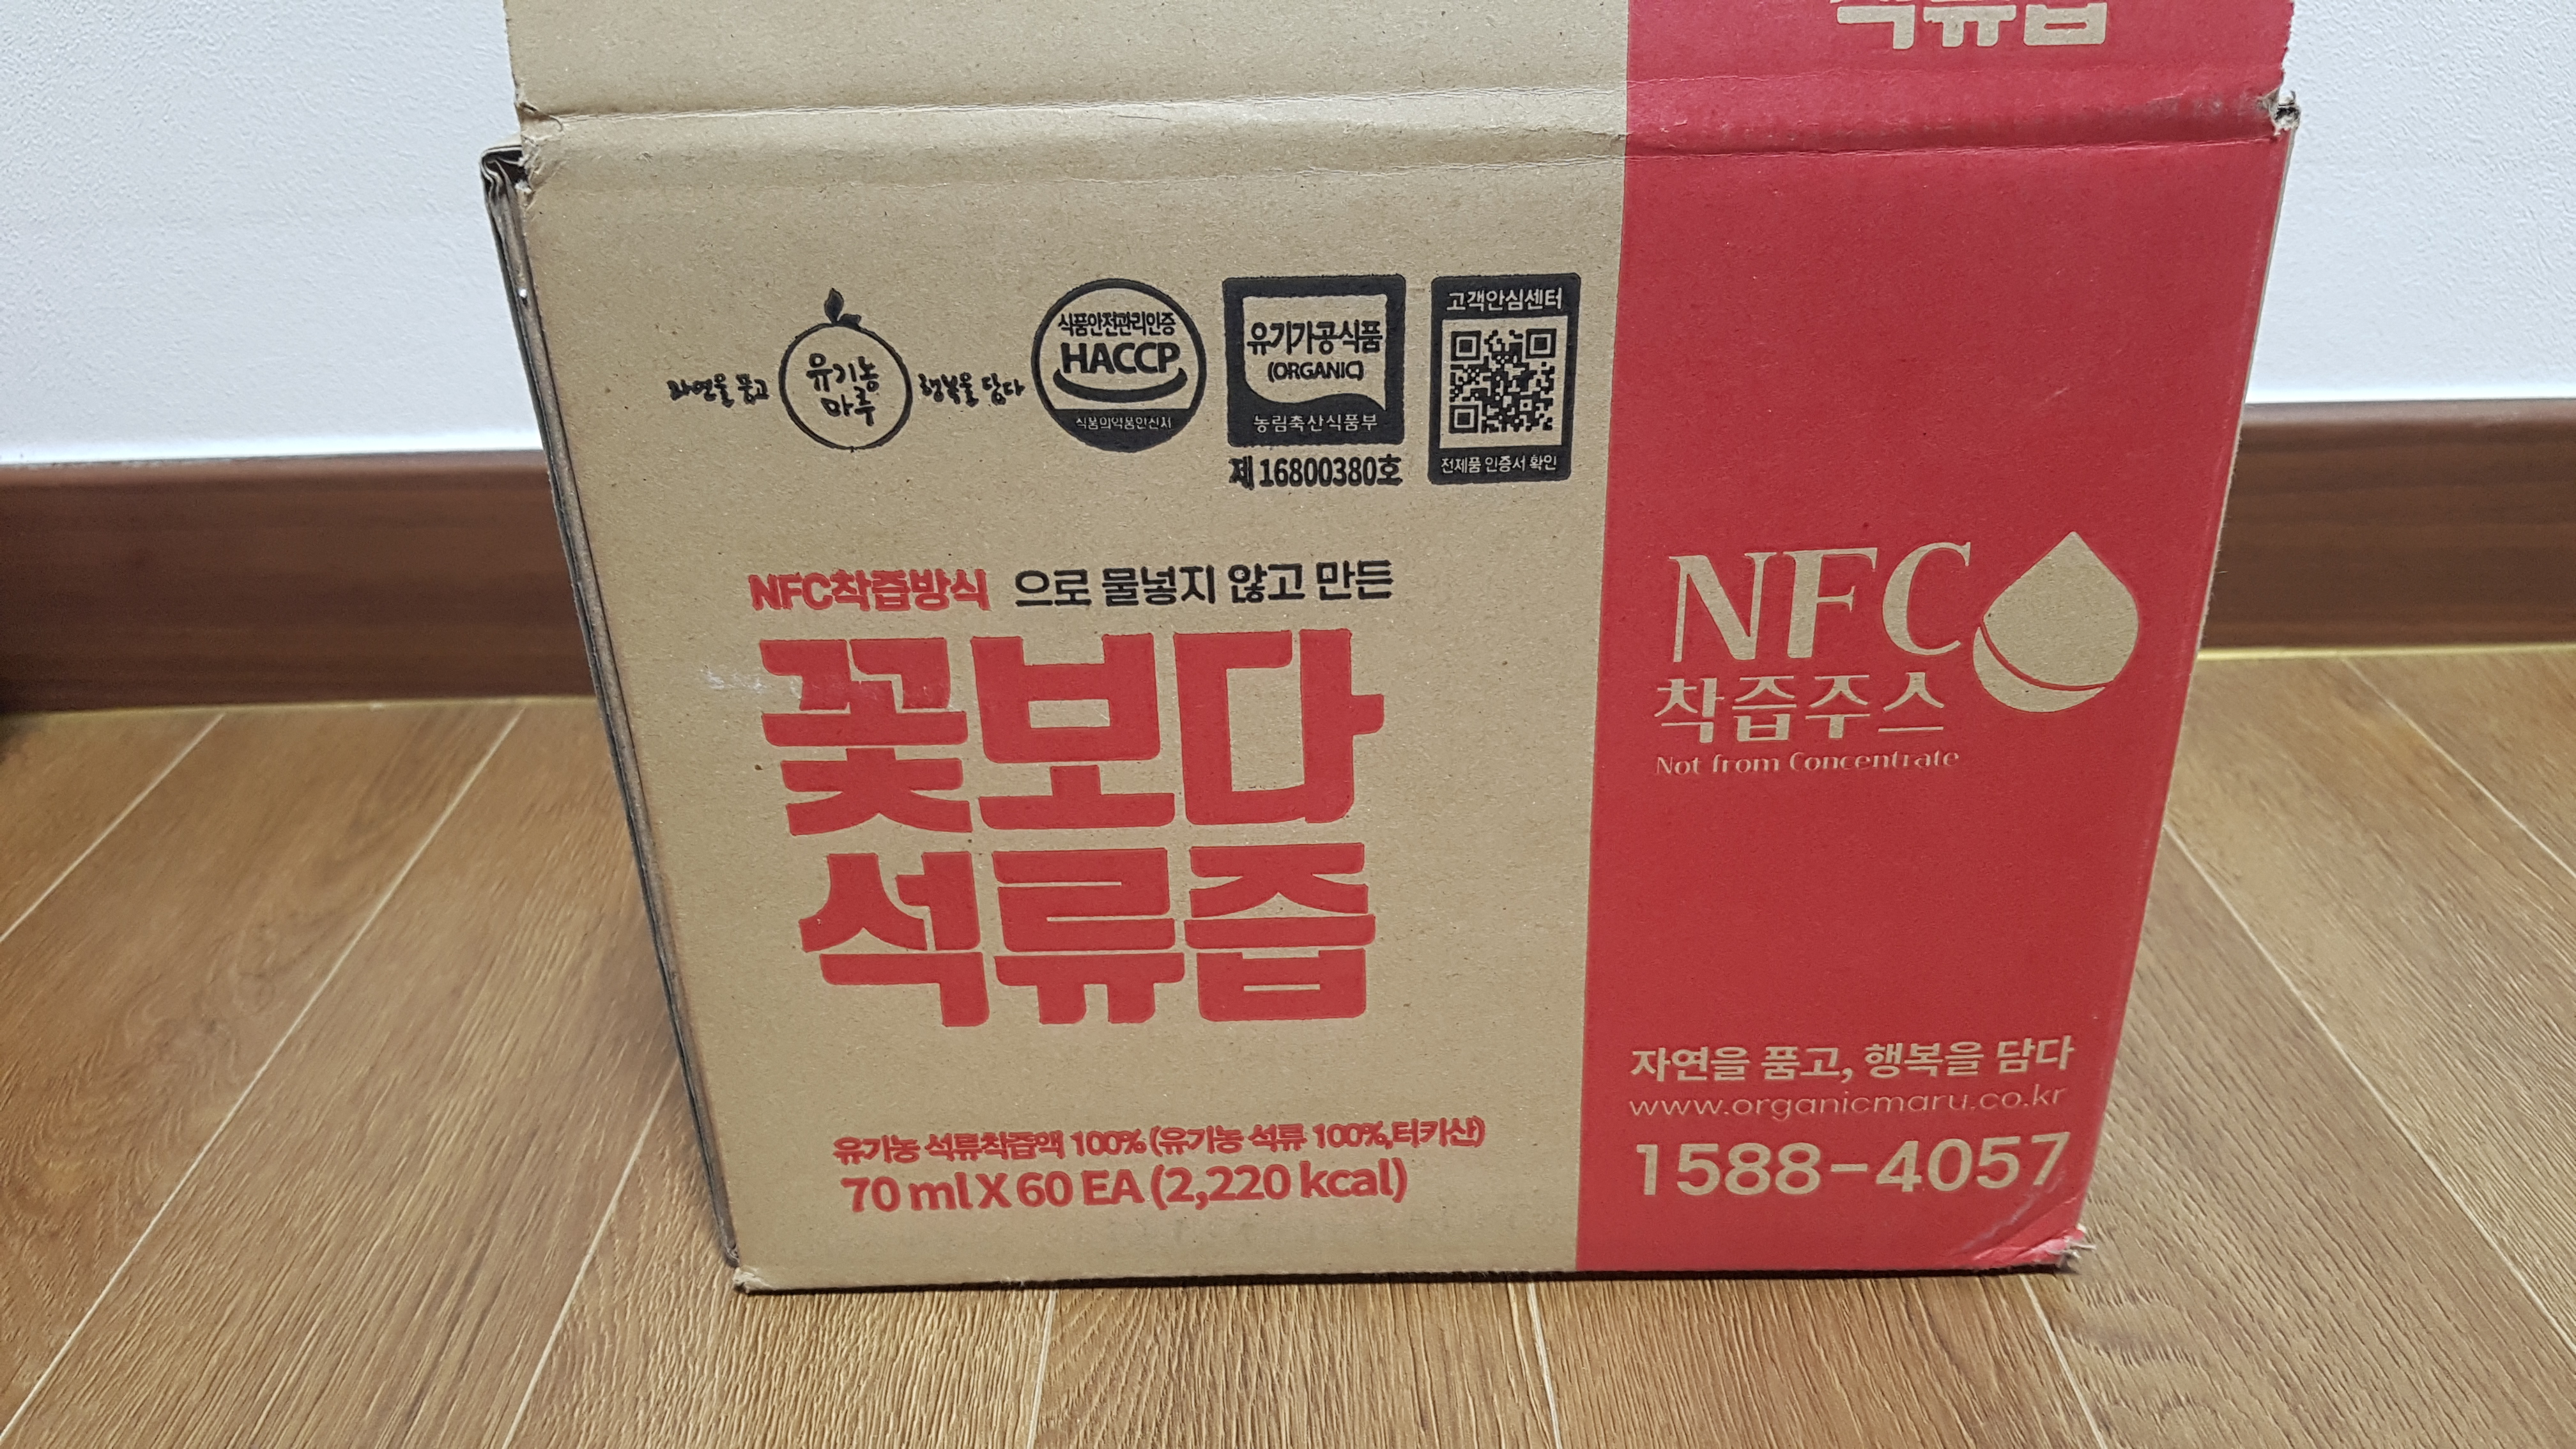 석류즙
자연을 품고
유기농
마루
행복을 담다
식품안전관리인증
HACCP
식품의약품안전처
유기가공식품
(ORGANIC)
농림축산식품부
제 16800380호
고객안심센터
전제품 인증서 확인
NFC착즙방식 으로 물넣지 않고 만든
꽃보다
석류즙
유기농 석류착즙액 100% (유기농 석류 100%,터키산)
70 ml X 60 EA (2,220 kcal)
NFC
착즙주스
Not from Concentrate
자연을 품고, 행복을 담다
www.organicmaru.co.kr
1588-4057